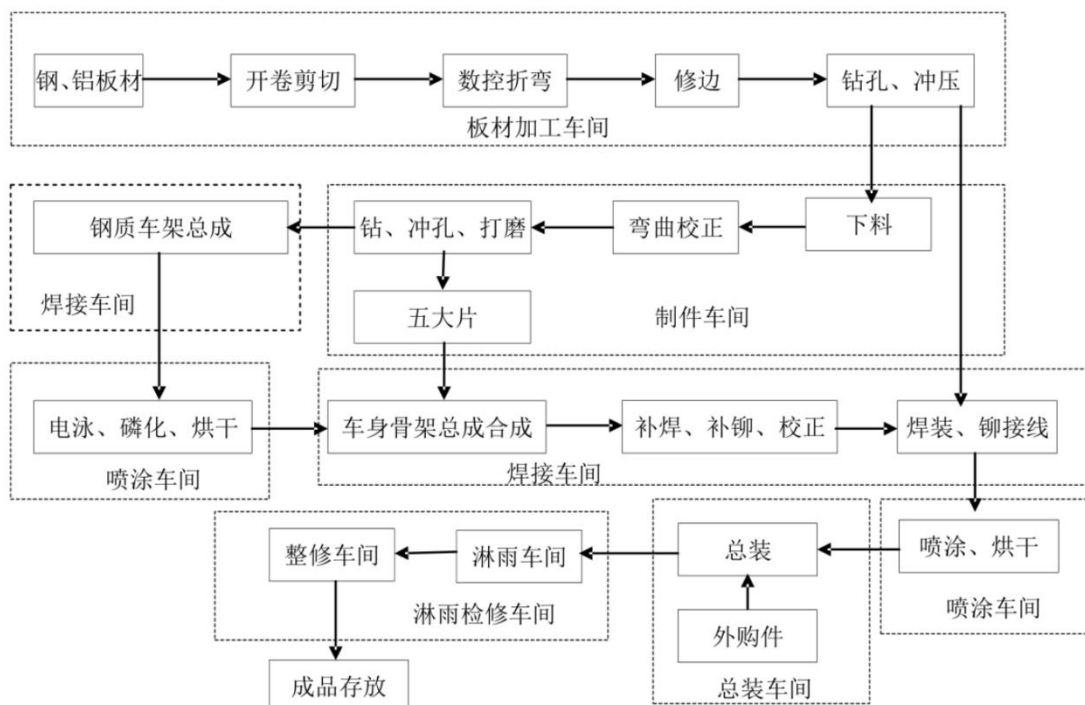 钢、铝板材
开卷剪切
数控折弯
修边
钻孔、冲压
板材加工车间
钢质车架总成
钻、冲孔、打磨
弯曲校正
下料
焊接车间
五大片
制件车间
电泳、磷化、烘干
车身骨架总成合成
补焊、补铆、校正
焊装、铆接线
喷涂车间
焊接车间
整修车间
淋雨车间
总装
喷涂、烘干
淋雨检修车间
外购件
喷涂车间
成品存放
总装车间